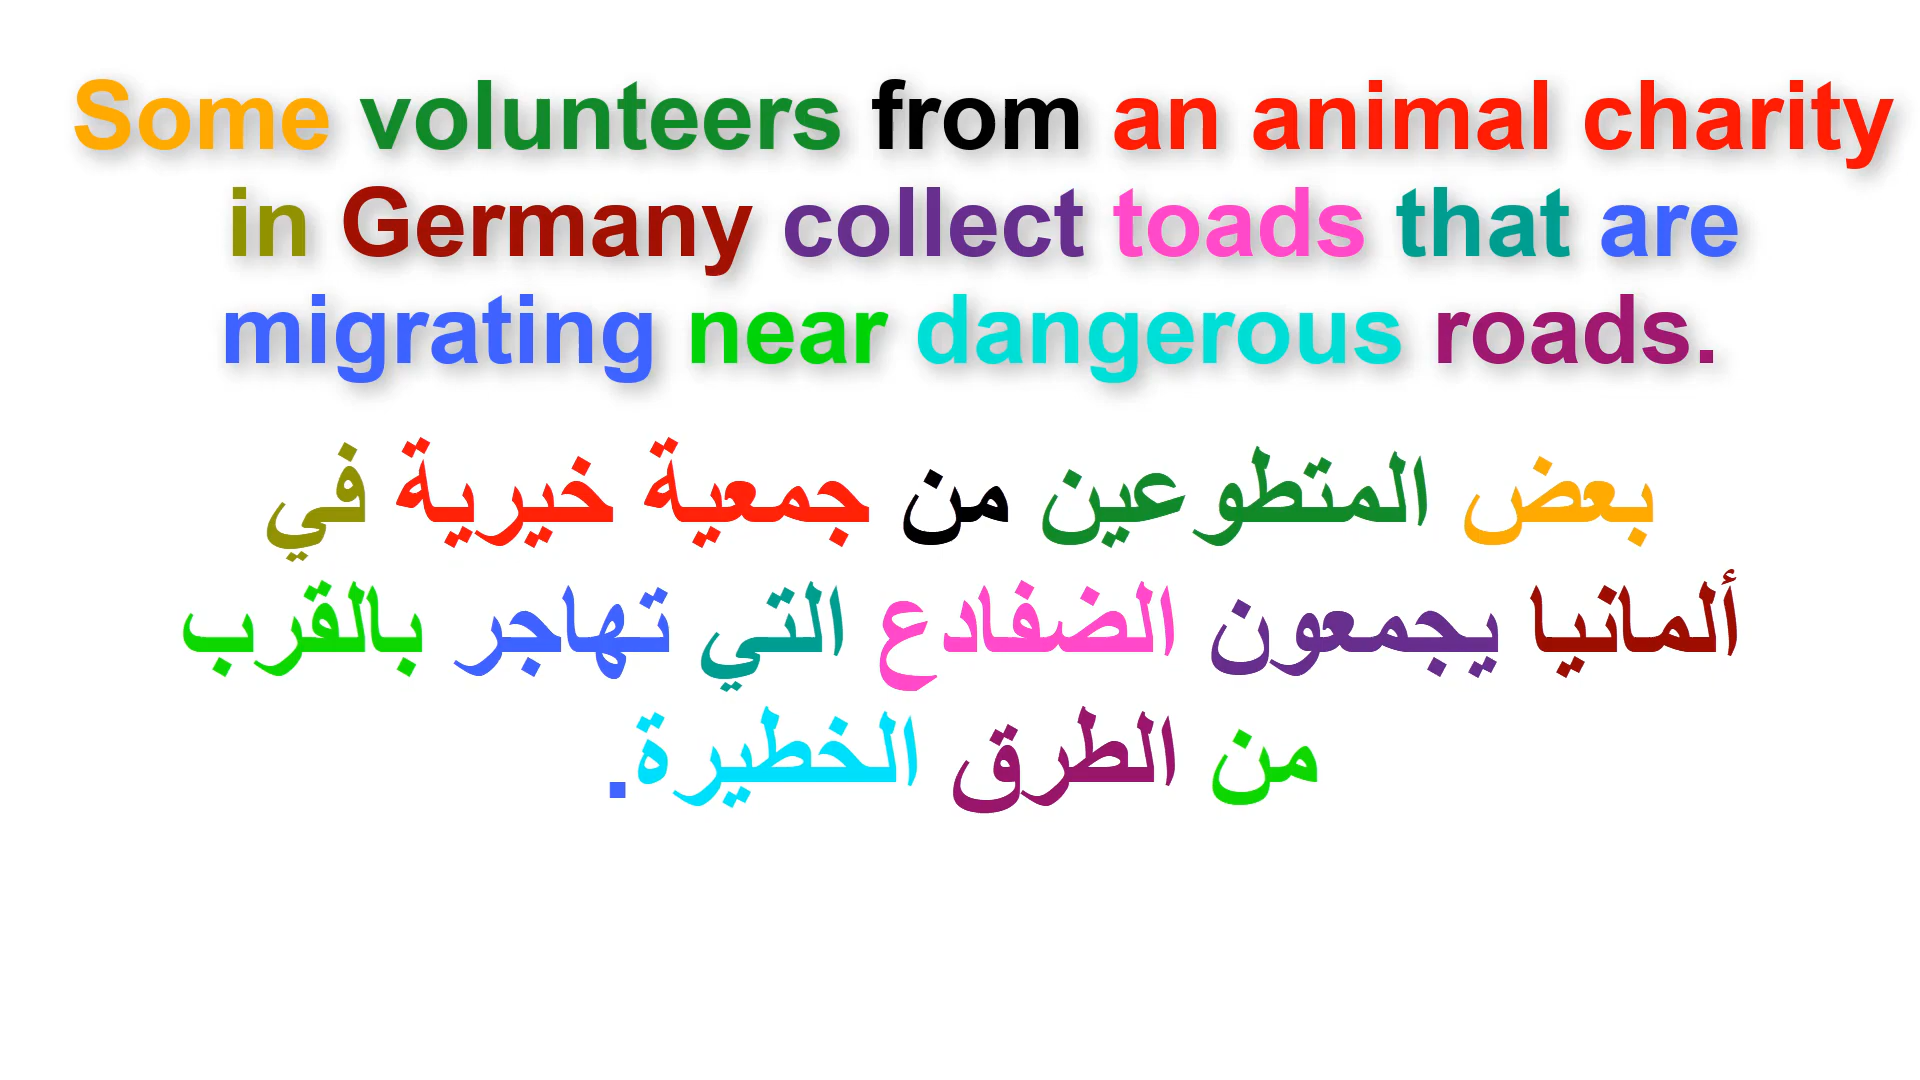 Some volunteers from an animal charity
in Germany collect toads that are
migrating near dangerous roads.
بعض المتطوعين من جمعية خيرية في
ألمانيا يجمعون الضفادع التي تهاجر بالقرب
من الطرق الخطيرة.